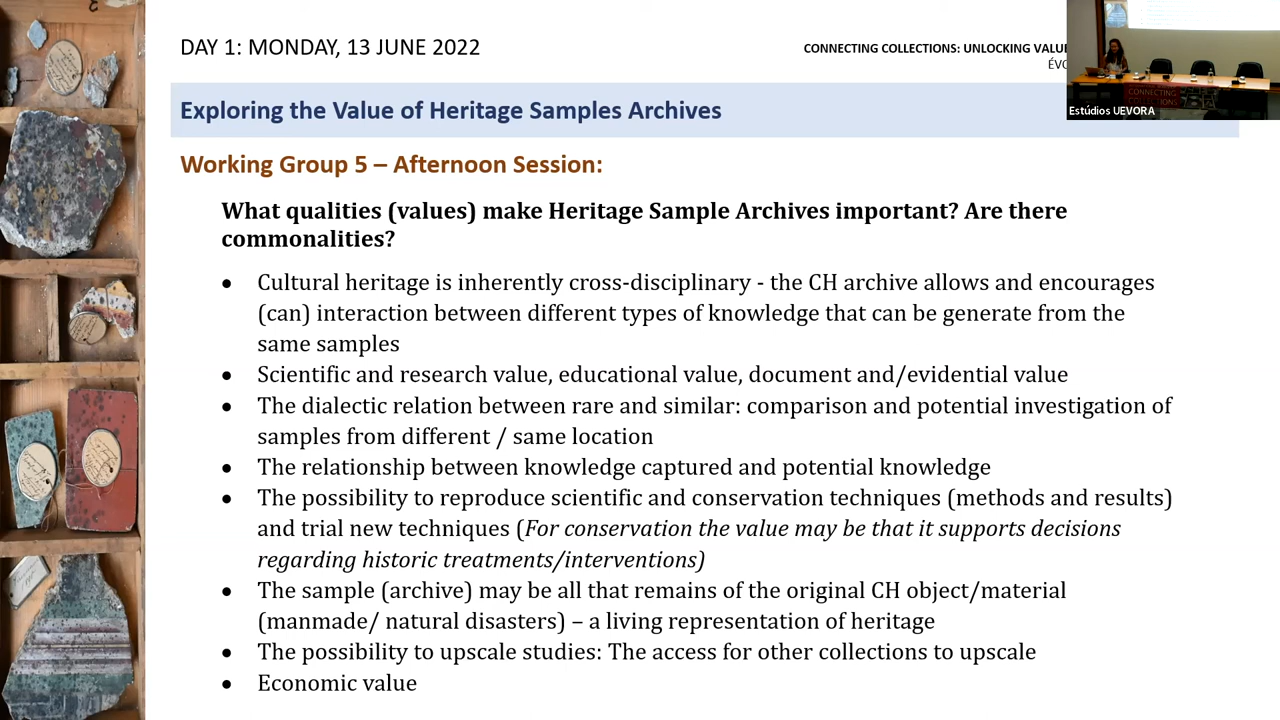 DAY 1: MONDAY, 13 JUNE 2022
CONNECTING COLLECTIONS: UNLOCKING VALUE
ÉVO
Estúdios UEVORA
CONNECTING
Exploring the Value of Heritage Samples Archives
Working Group 5 – Afternoon Session:
What qualities (values) make Heritage Sample Archives important? Are there
commonalities?
• Cultural heritage is inherently cross-disciplinary - the CH archive allows and encourages
(can) interaction between different types of knowledge that can be generate from the
same samples
• Scientific and research value, educational value, document and/evidential value
• The dialectic relation between rare and similar: comparison and potential investigation of
samples from different / same location
• The relationship between knowledge captured and potential knowledge
• The possibility to reproduce scientific and conservation techniques (methods and results)
and trial new techniques (For conservation the value may be that it supports decisions
regarding historic treatments/interventions)
• The sample (archive) may be all that remains of the original CH object/material
(manmade/ natural disasters) – a living representation of heritage
• The possibility to upscale studies: The access for other collections to upscale
• Economic value